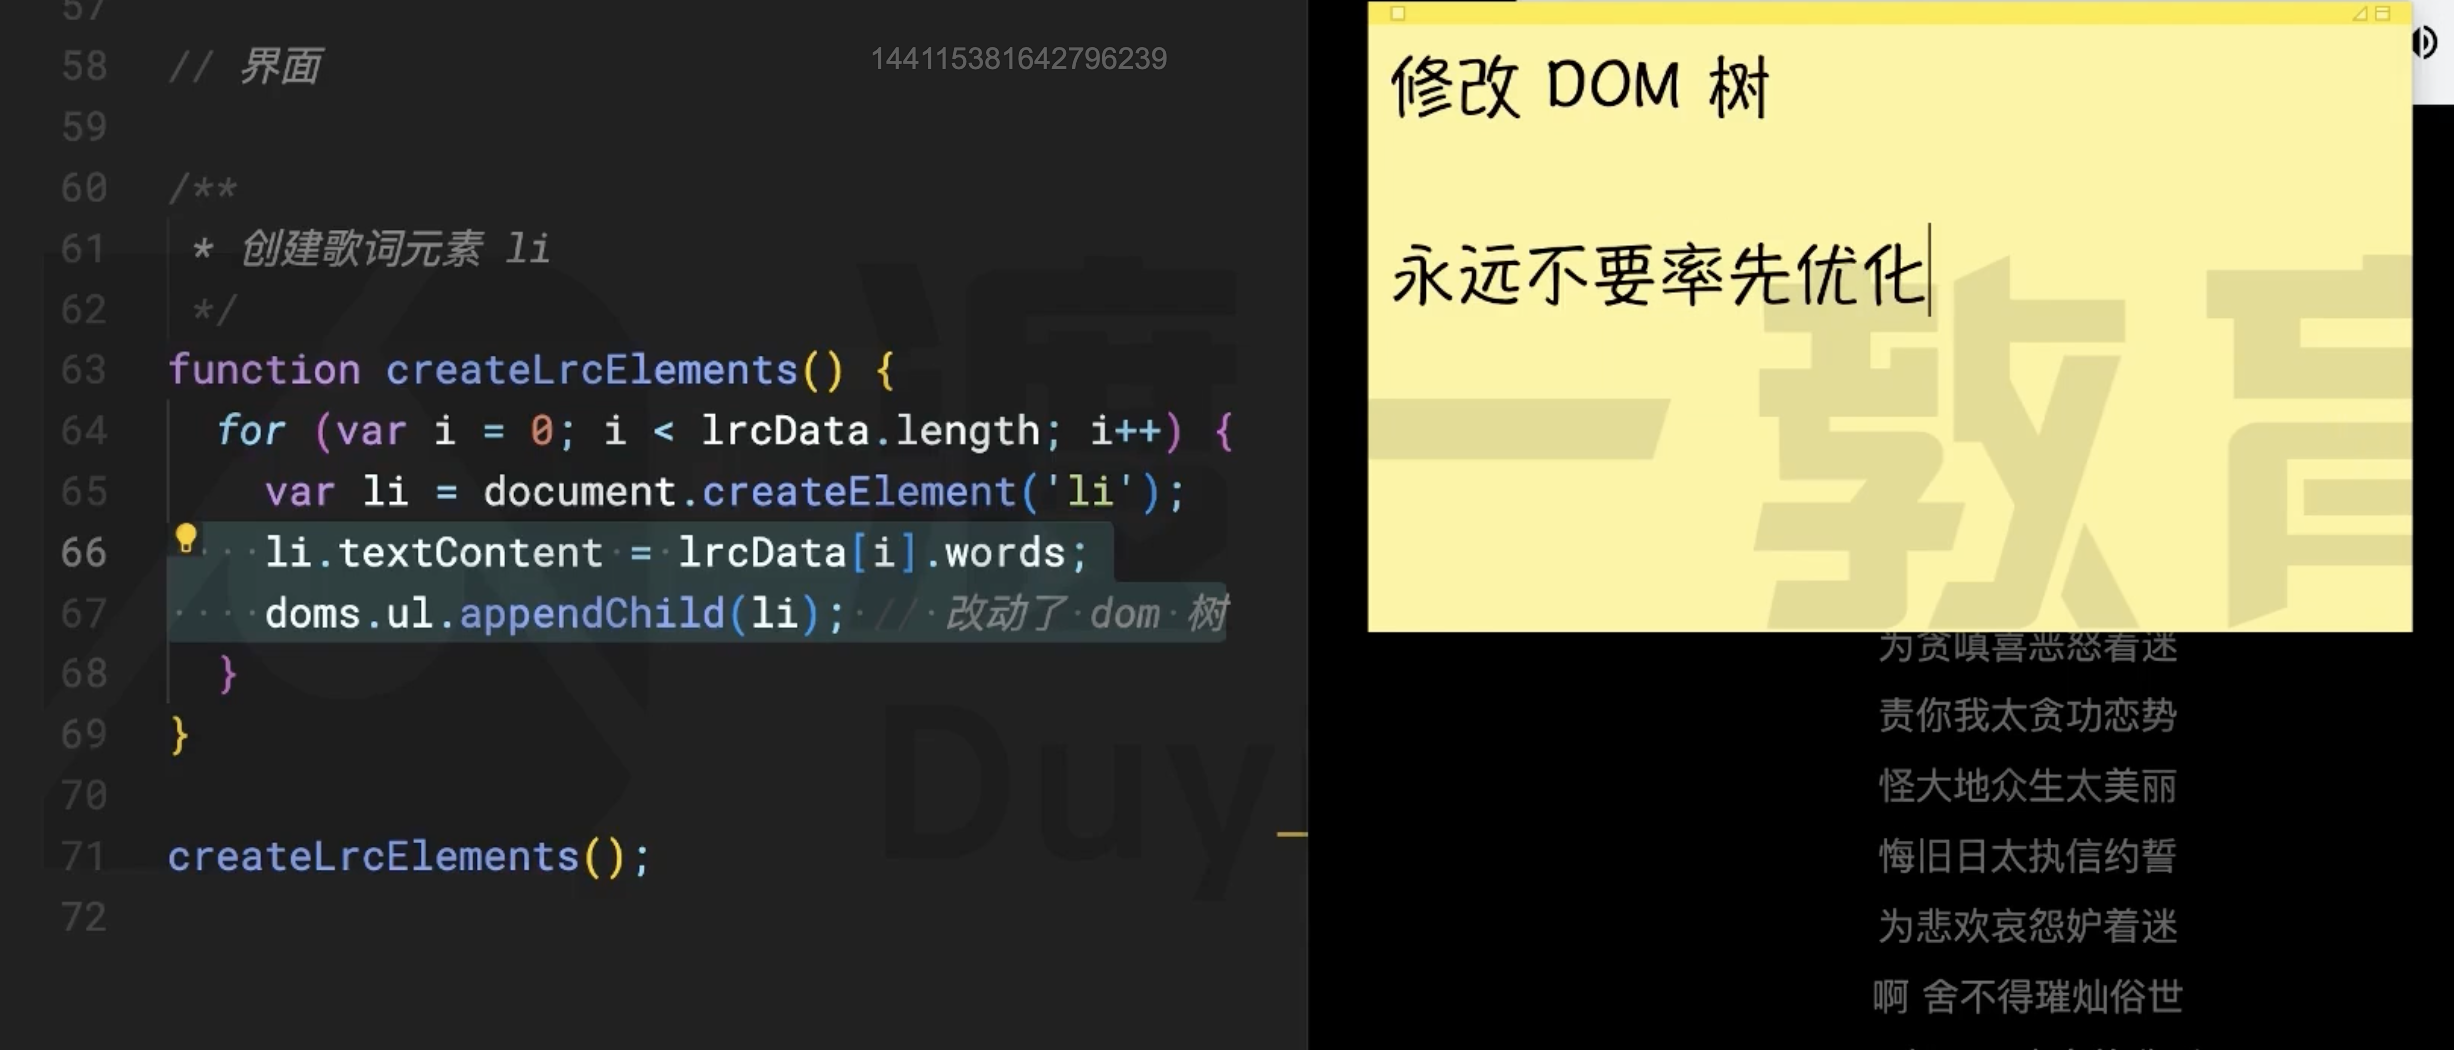 57
58 // 界面
144115381642796239
59
60 /**
61 * 创建歌词元素 li
62 */
63 function createLrcElements() {
64 for (var i = 0; i < lrcData.length; i++) {
65 var li = document.createElement('li');
66 li.textContent = lrcData[i].words;
67 doms.ul.appendChild(li); // 改动了 dom 树
68 }
69 }
70
71 createLrcElements();
72
修改 DOM 树
永远不要率先优化
一教育
Duy
为贪嗔喜恶怒着迷
责你我太贪功恋势
怪大地众生太美丽
悔旧日太执信约誓
为悲欢哀怨妒着迷
啊 舍不得璀灿俗世